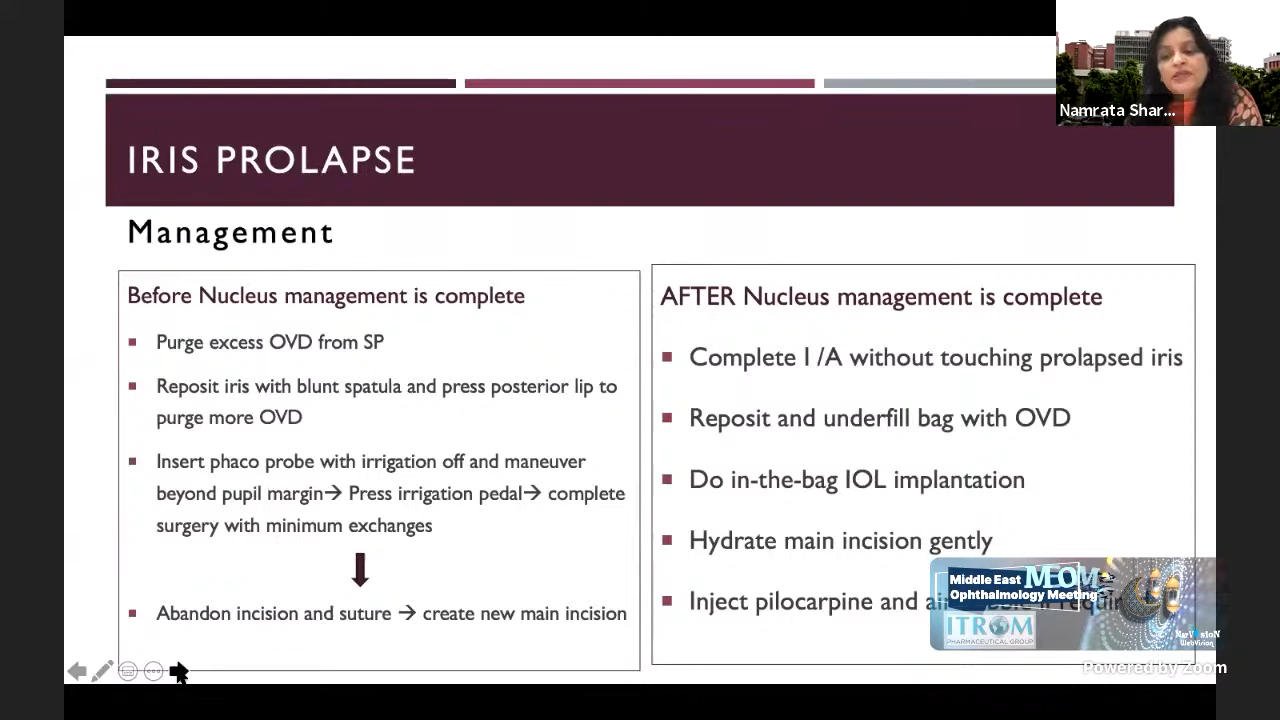 Namrata Shar...
IRIS PROLAPSE
Management
Before Nucleus management is complete
Purge excess OVD from SP
Reposit iris with blunt spatula and press posterior lip to
purge more OVD
Insert phaco probe with irrigation off and maneuver
beyond pupil margin→ Press irrigation pedal→ complete
surgery with minimum exchanges
Abandon incision and suture → create new main incision
AFTER Nucleus management is complete
Complete I /A without touching prolapsed iris
Reposit and underfill bag with OVD
Do in-the-bag IOL implantation
Hydrate main incision gently
Inject pilocarpine and
Middle East
Ophthalmology Meeting
MEOM
ITROM
PHARMACEUTICAL GROUP
WebVision
Powered by Zoom